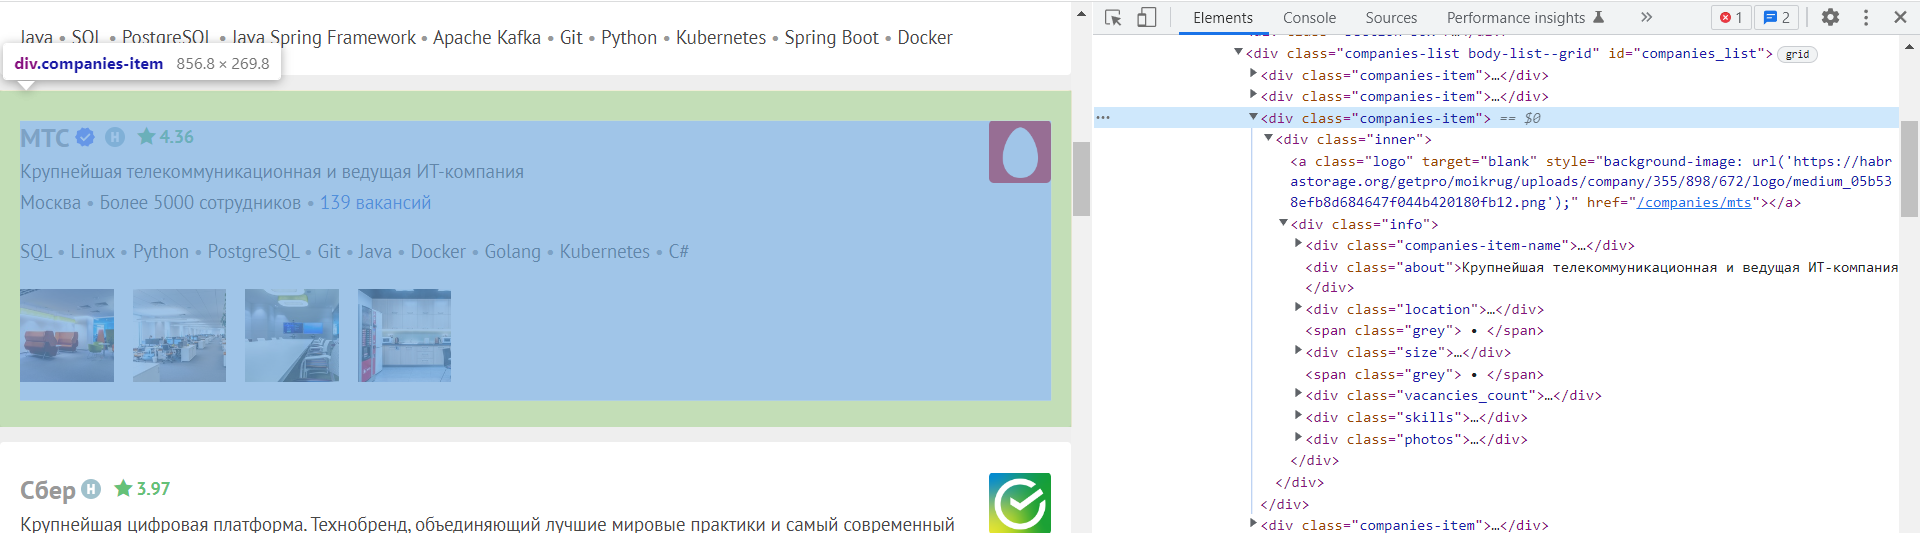 Java • SQL • PostgreSQL • Java Spring Framework • Apache Kafka • Git • Python • Kubernetes • Spring Boot • Docker
div.companies-item 856.8 × 269.8
МТС H 4.36
Крупнейшая телекоммуникационная и ведущая ИТ-компания
Москва • Более 5000 сотрудников • 139 вакансий
SQL • Linux • Python • PostgreSQL • Git • Java • Docker • Golang • Kubernetes • C#
Сбер H 3.97
Крупнейшая цифровая платформа. Технобренд, объединяющий лучшие мировые практики и самый современный
Elements Console Sources Performance insights » 1 2
<div class="companies-list body-list--grid" id="companies_list"> grid
<div class="companies-item">…</div>
<div class="companies-item">…</div>
<div class="companies-item"> == $0
<div class="inner">
<a class="logo" target="blank" style="background-image: url('https://habr
astorage.org/getpro/moikrug/uploads/company/355/898/672/logo/medium_05b53
8efb8d684647f044b420180fb12.png');" href="/companies/mts"></a>
<div class="info">
<div class="companies-item-name">…</div>
<div class="about">Крупнейшая телекоммуникационная и ведущая ИТ-компания
</div>
<div class="location">…</div>
<span class="grey"> • </span>
<div class="size">…</div>
<span class="grey"> • </span>
<div class="vacancies_count">…</div>
<div class="skills">…</div>
<div class="photos">…</div>
</div>
</div>
</div>
<div class="companies-item">…</div>